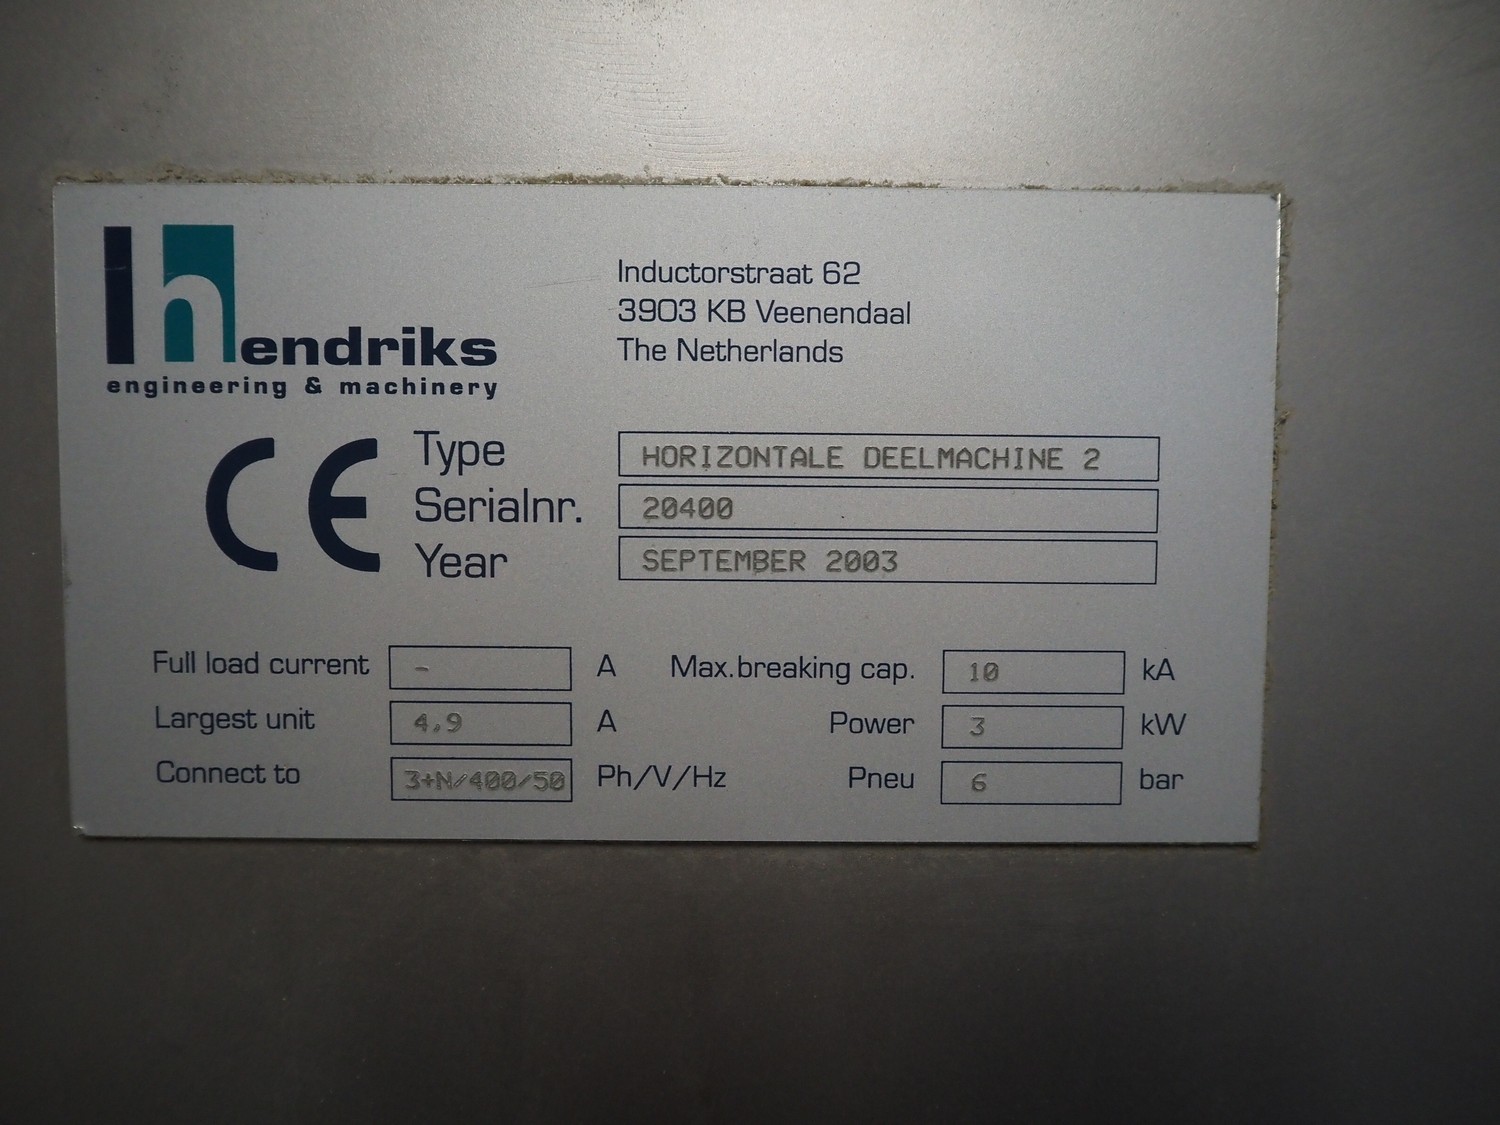 hendriks
engineering & machinery
Inductorstraat 62
3903 KB Veenendaal
The Netherlands
CE
Type HORIZONTALE DEELMACHINE 2
Serialnr. 20400
Year SEPTEMBER 2003
Full load current - A Max.breaking cap. 10 kA
Largest unit 4,9 A Power 3 kW
Connect to 3+N/400/50 Ph/V/Hz Pneu 6 bar